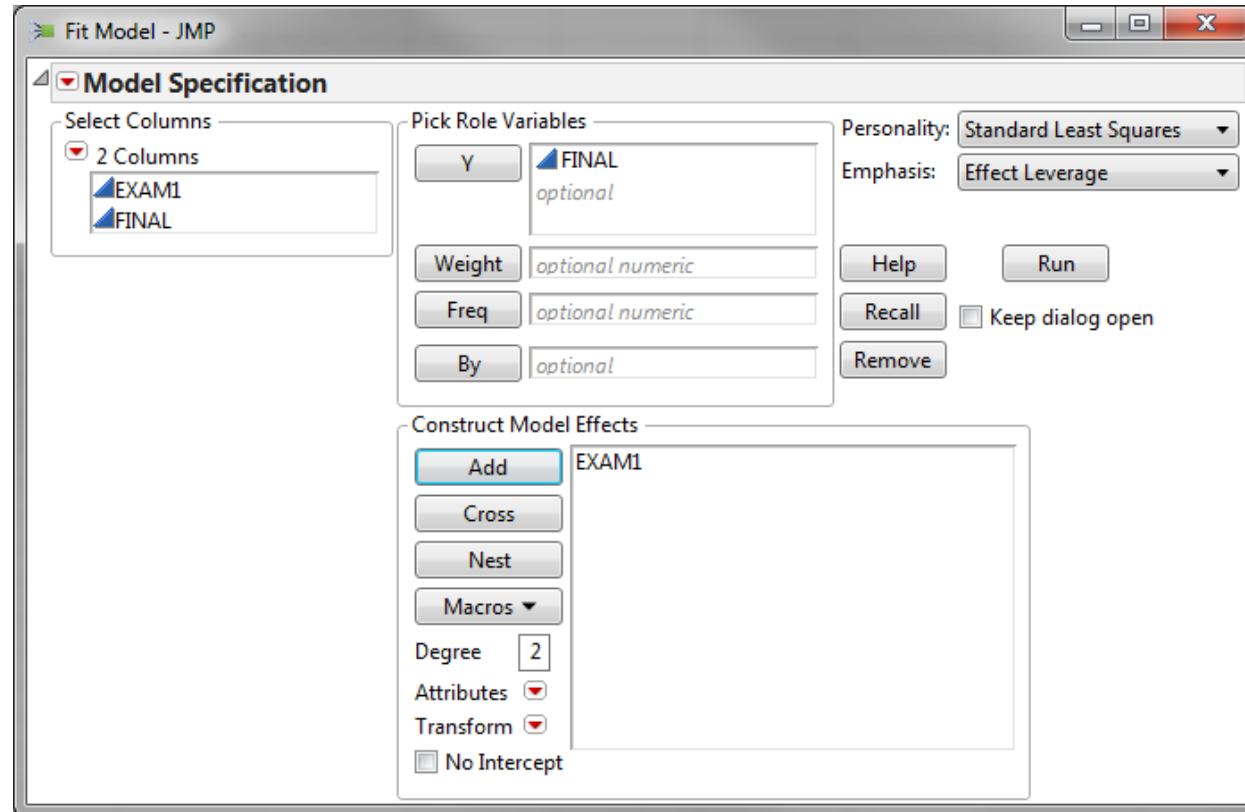 Fit Model - JMP
Model Specification
Select Columns
2 Columns
EXAM1
FINAL
Pick Role Variables
Y
FINAL
optional
Weight
optional numeric
Freq
optional numeric
By
optional
Personality:
Standard Least Squares
Emphasis:
Effect Leverage
Help
Run
Recall
Keep dialog open
Remove
Construct Model Effects
Add
EXAM1
Cross
Nest
Macros
Degree 2
Attributes
Transform
No Intercept